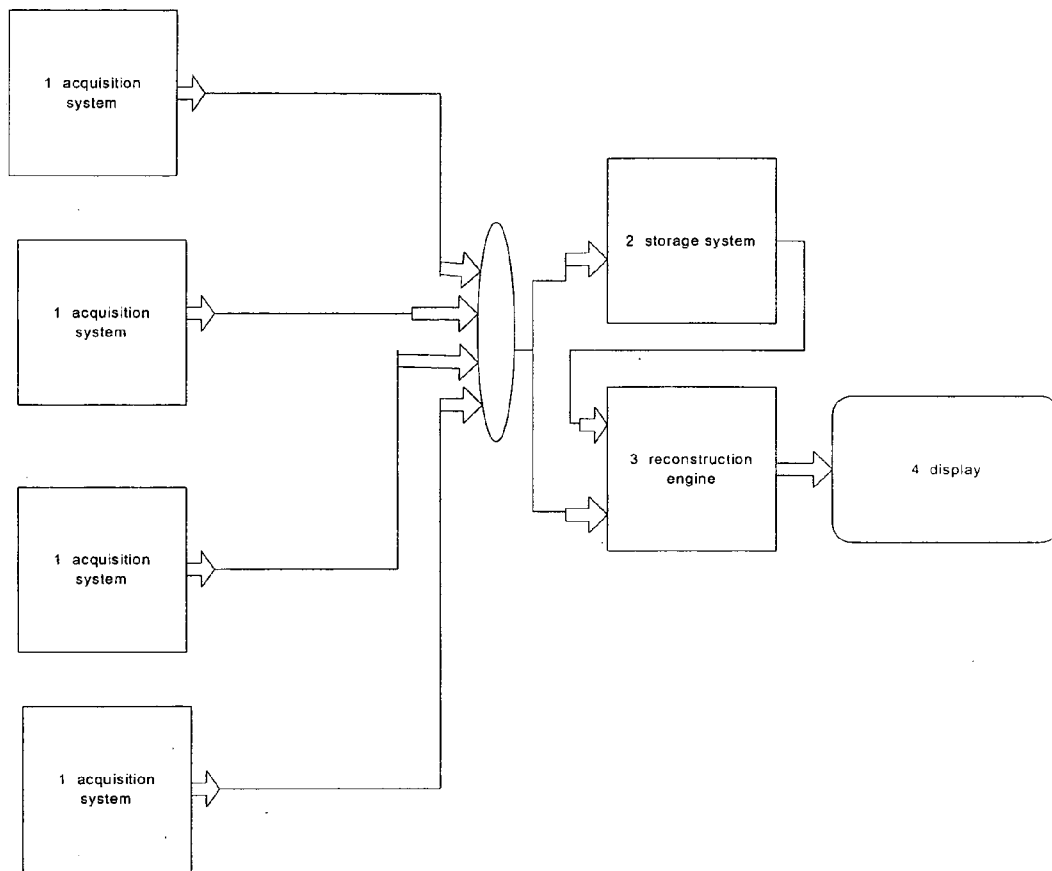 1 acquisition
system
2 storage system
1 acquisition
system
3 reconstruction
engine
4 display
1 acquisition
system
1 acquisition
system